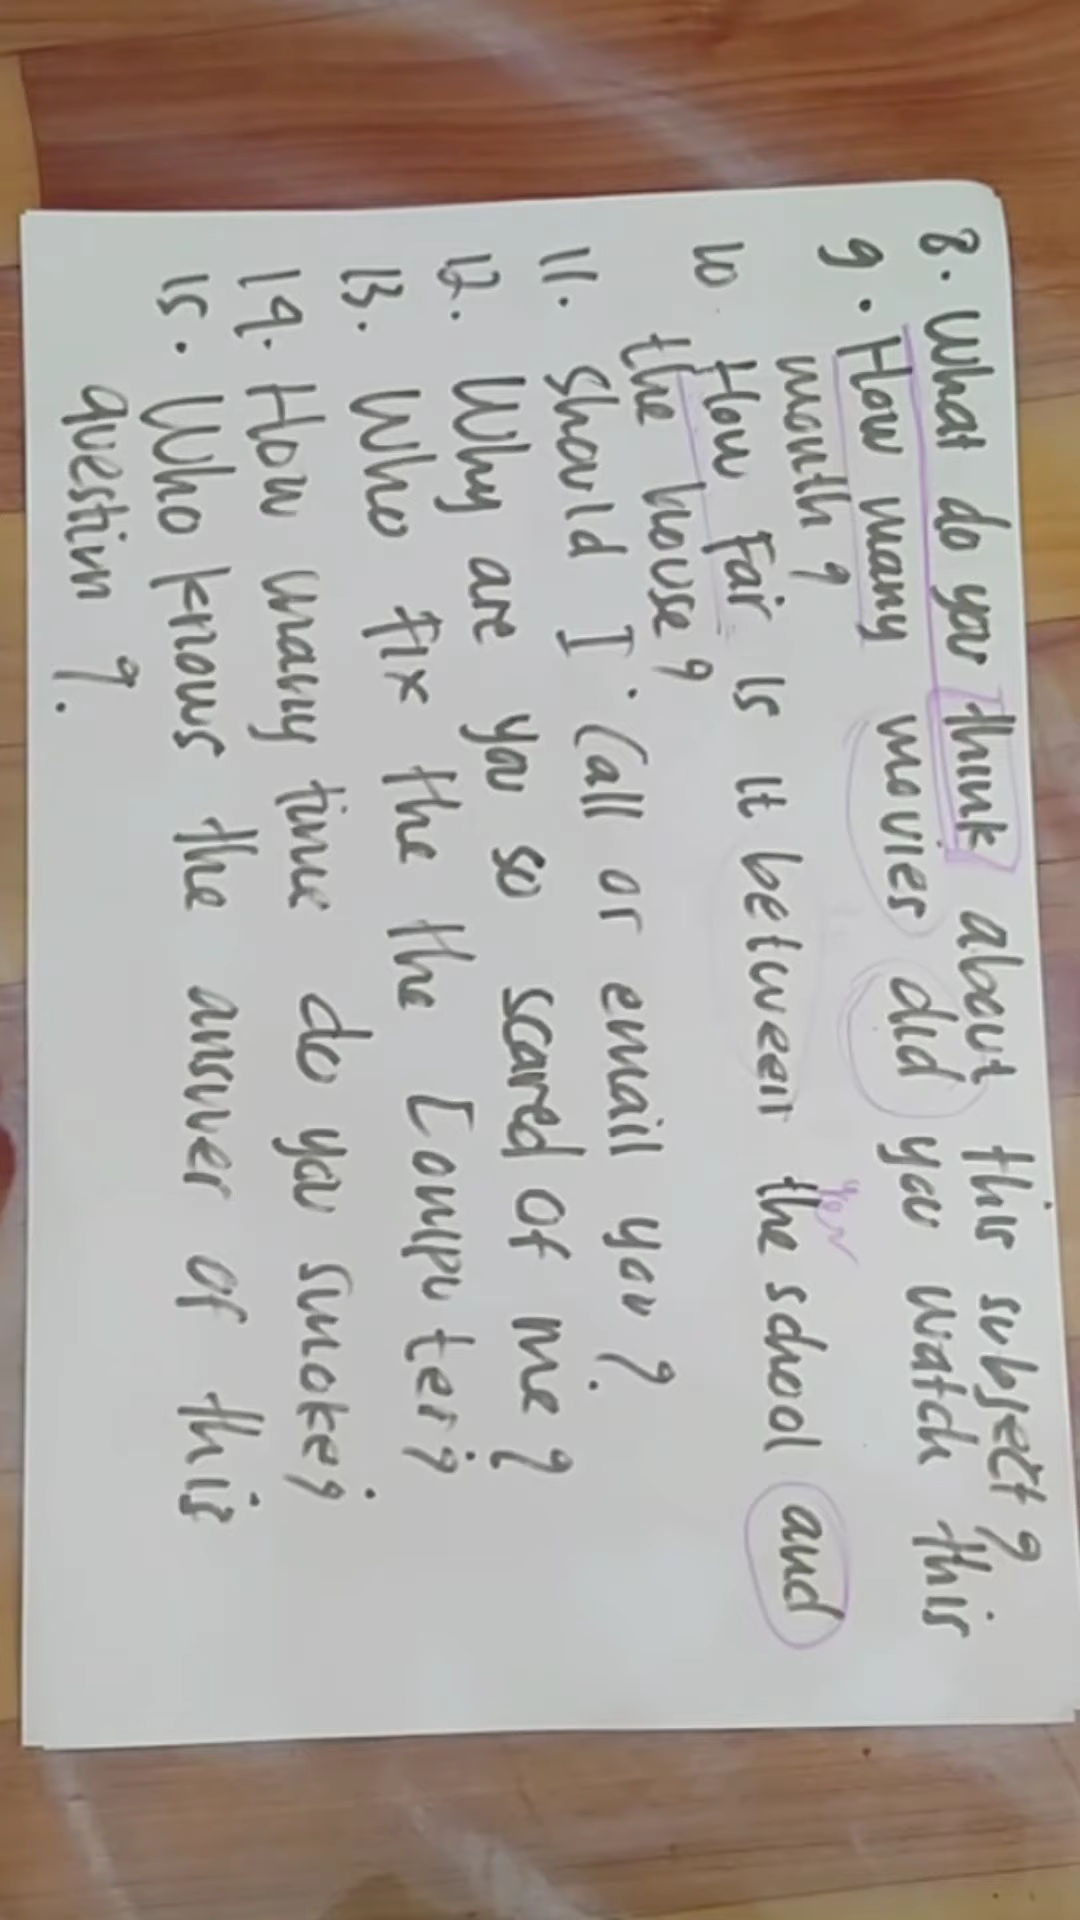 8. What do you think about this subject?
9. How many movies did you watch this
month?
10. How far is it between the school and
the house?
11. Should I. Call or email you?
12. Why are you so scared of me?
13. Who fix the the Computer?
14. How many time do you smoke?
15. Who knows the answer of this
questin?.